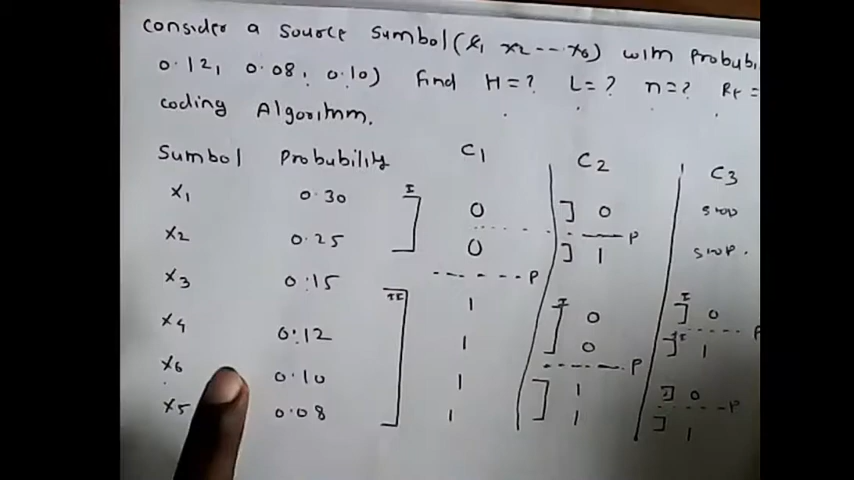 Consider a source symbol (x1 x2 --- x6) with probubi
0.12, 0.08, 0.10) Find H=? L=? n=? Rr =
coding Algorithm.
Symbol Probubility C1 C2 C3
x1 0.30 I 0 0 stop
P
x2 0.25 0 1 stop.
P
x3 0.15 II 1 I 0 I 0
P
x4 0:12 1 0 II 1
P
x6 0.10 1 1 I 0
P
x5 0.08 1 1 1